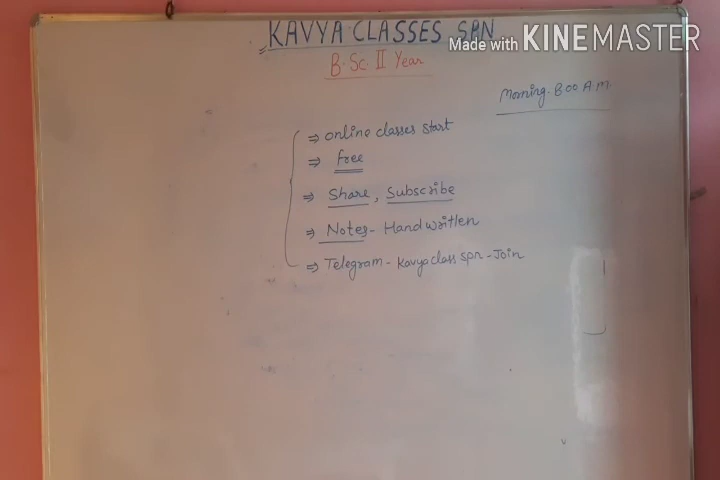 KAVYA CLASSES SPN
Made with KINEMASTER
B.Sc. II Year
Morning. 8 00 A.M.
⇒ online classes start
⇒ free
⇒ Share, Subscribe
⇒ Notes - Handwritten
⇒ Telegram - Kavya class spn - Join